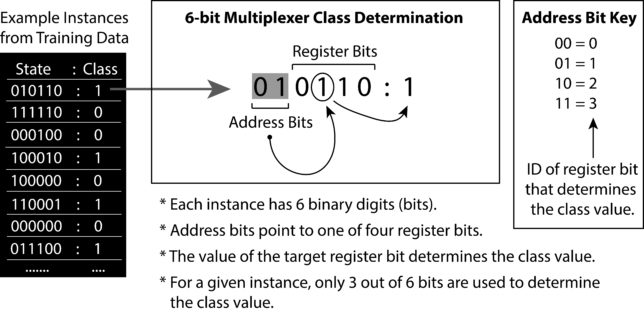 Example Instances
from Training Data
State : Class
010110 : 1
111110 : 0
000100 : 0
100010 : 1
100000 : 0
110001 : 1
000000 : 0
011100 : 1
....... ....
6-bit Multiplexer Class Determination
Register Bits
0 1 0 1 1 0 : 1
Address Bits
Address Bit Key
00 = 0
01 = 1
10 = 2
11 = 3
ID of register bit
that determines
the class value.
* Each instance has 6 binary digits (bits).
* Address bits point to one of four register bits.
* The value of the target register bit determines the class value.
* For a given instance, only 3 out of 6 bits are used to determine
the class value.